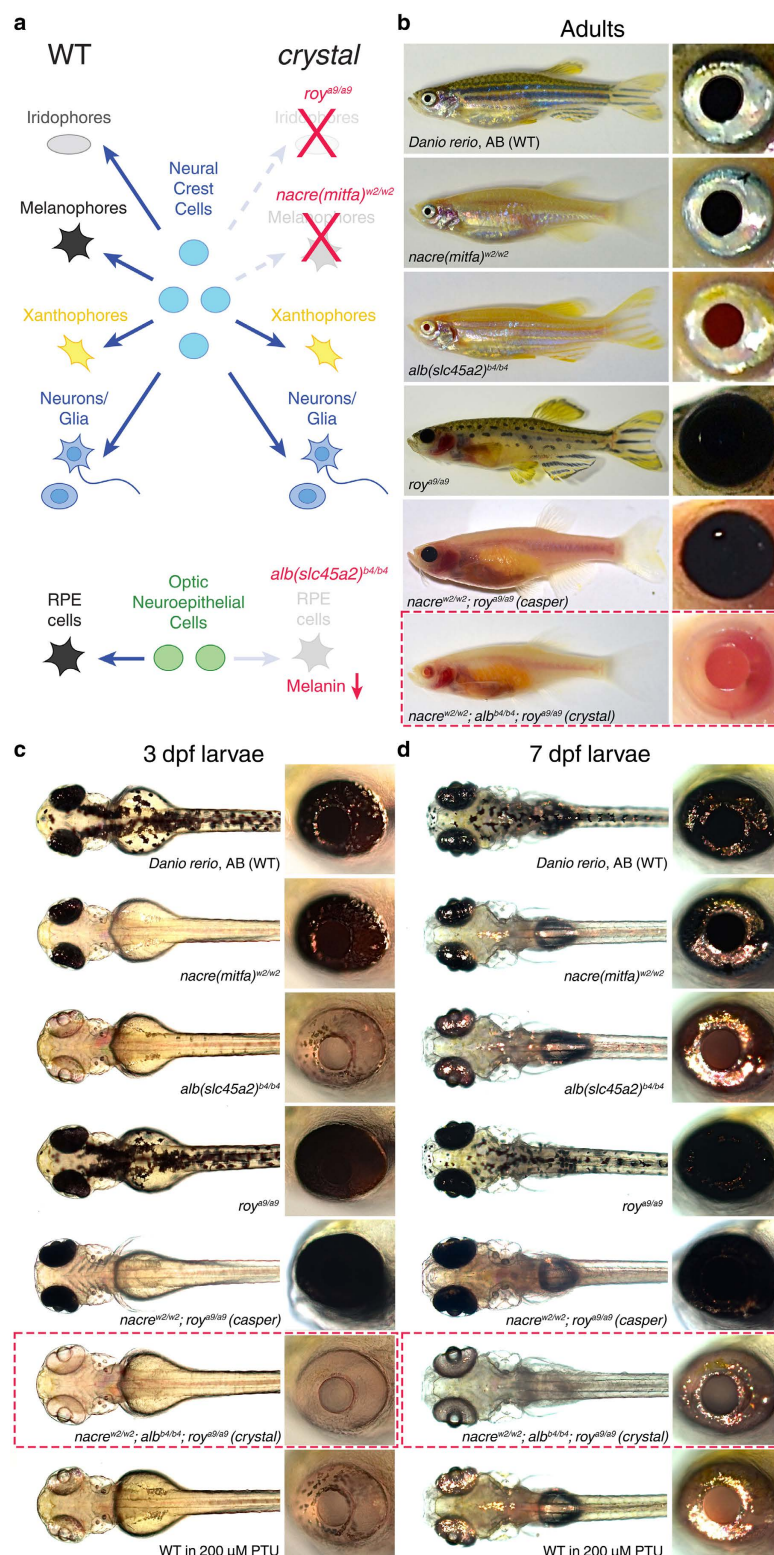 a
WT
crystal
roy^a9/a9
Iridophores
Iridophores
Neural
Crest
Cells
nacre(mitfa)^w2/w2
Melanophores
Melanophores
Xanthophores
Xanthophores
Neurons/
Glia
Neurons/
Glia
alb(slc45a2)^b4/b4
RPE
cells
Optic
Neuroepithelial
Cells
RPE
cells
Melanin
b
Adults
Danio rerio, AB (WT)
nacre(mitfa)^w2/w2
alb(slc45a2)^b4/b4
roy^a9/a9
nacre^w2/w2; roy^a9/a9 (casper)
nacre^w2/w2; alb^b4/b4; roy^a9/a9 (crystal)
c
3 dpf larvae
Danio rerio, AB (WT)
nacre(mitfa)^w2/w2
alb(slc45a2)^b4/b4
roy^a9/a9
nacre^w2/w2; roy^a9/a9 (casper)
nacre^w2/w2; alb^b4/b4; roy^a9/a9 (crystal)
WT in 200 µM PTU
d
7 dpf larvae
Danio rerio, AB (WT)
nacre(mitfa)^w2/w2
alb(slc45a2)^b4/b4
roy^a9/a9
nacre^w2/w2; roy^a9/a9 (casper)
nacre^w2/w2; alb^b4/b4; roy^a9/a9 (crystal)
WT in 200 µM PTU